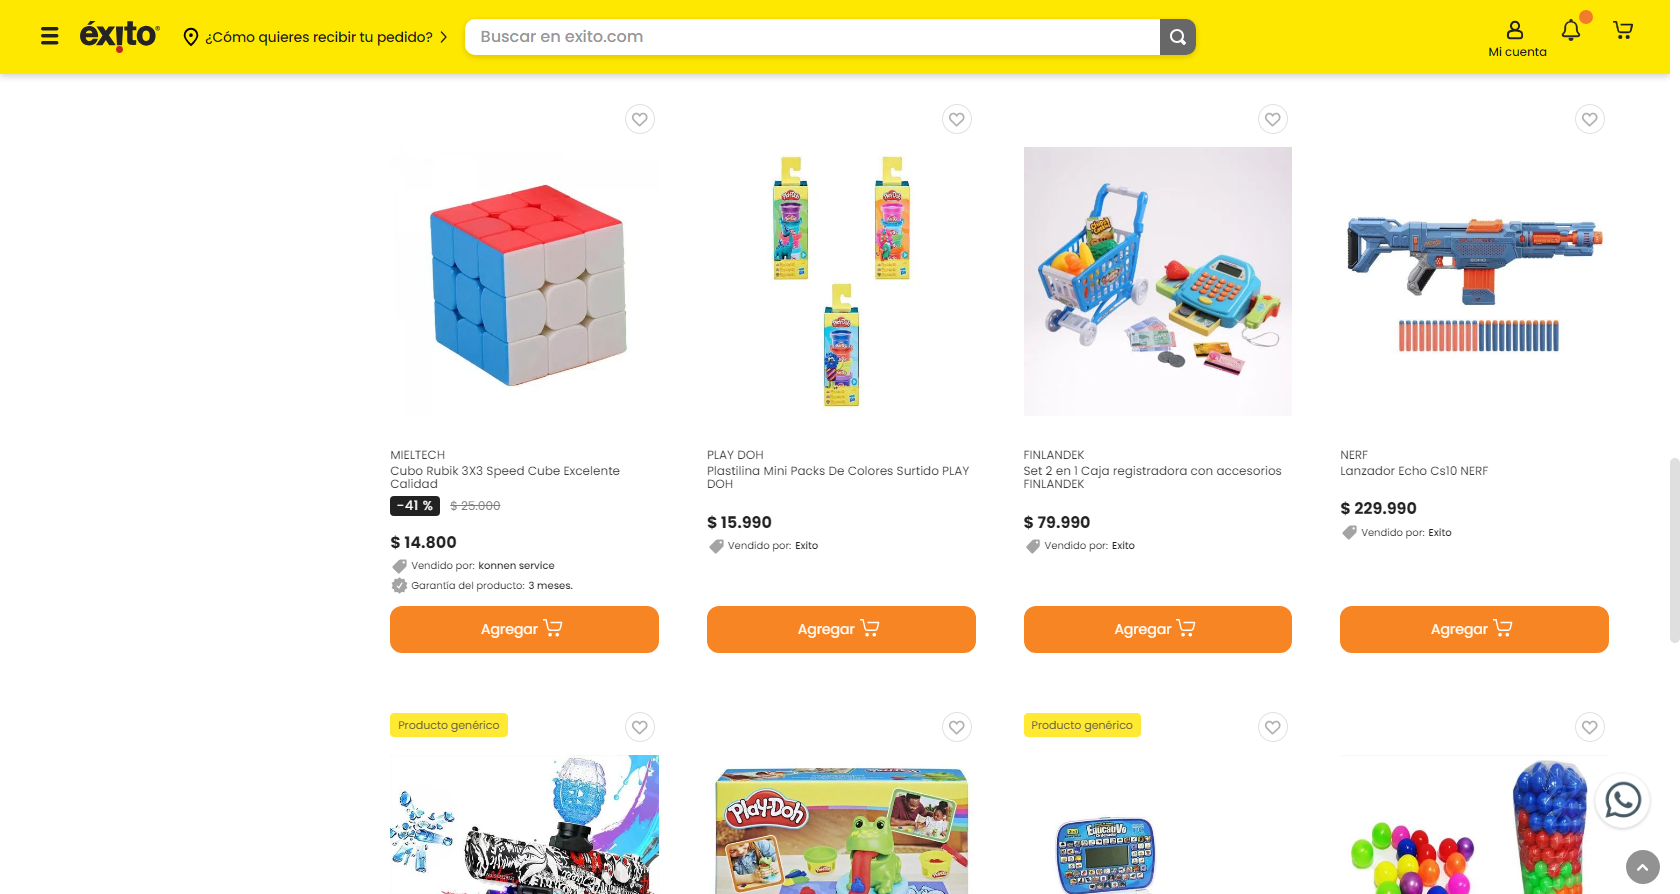 éxito
¿Cómo quieres recibir tu pedido?
Buscar en exito.com
Mi cuenta
MIELTECH
Cubo Rubik 3X3 Speed Cube Excelente
Calidad
-41 %
$ 25.000
$ 14.800
Vendido por: konnen service
Garantía del producto: 3 meses.
Agregar
PLAY DOH
Plastilina Mini Packs De Colores Surtido PLAY
DOH
$ 15.990
Vendido por: Exito
Agregar
FINLANDEK
Set 2 en 1 Caja registradora con accesorios
FINLANDEK
$ 79.990
Vendido por: Exito
Agregar
NERF
Lanzador Echo Cs10 NERF
$ 229.990
Vendido por: Exito
Agregar
Producto genérico
Play-Doh
Producto genérico
Educativo